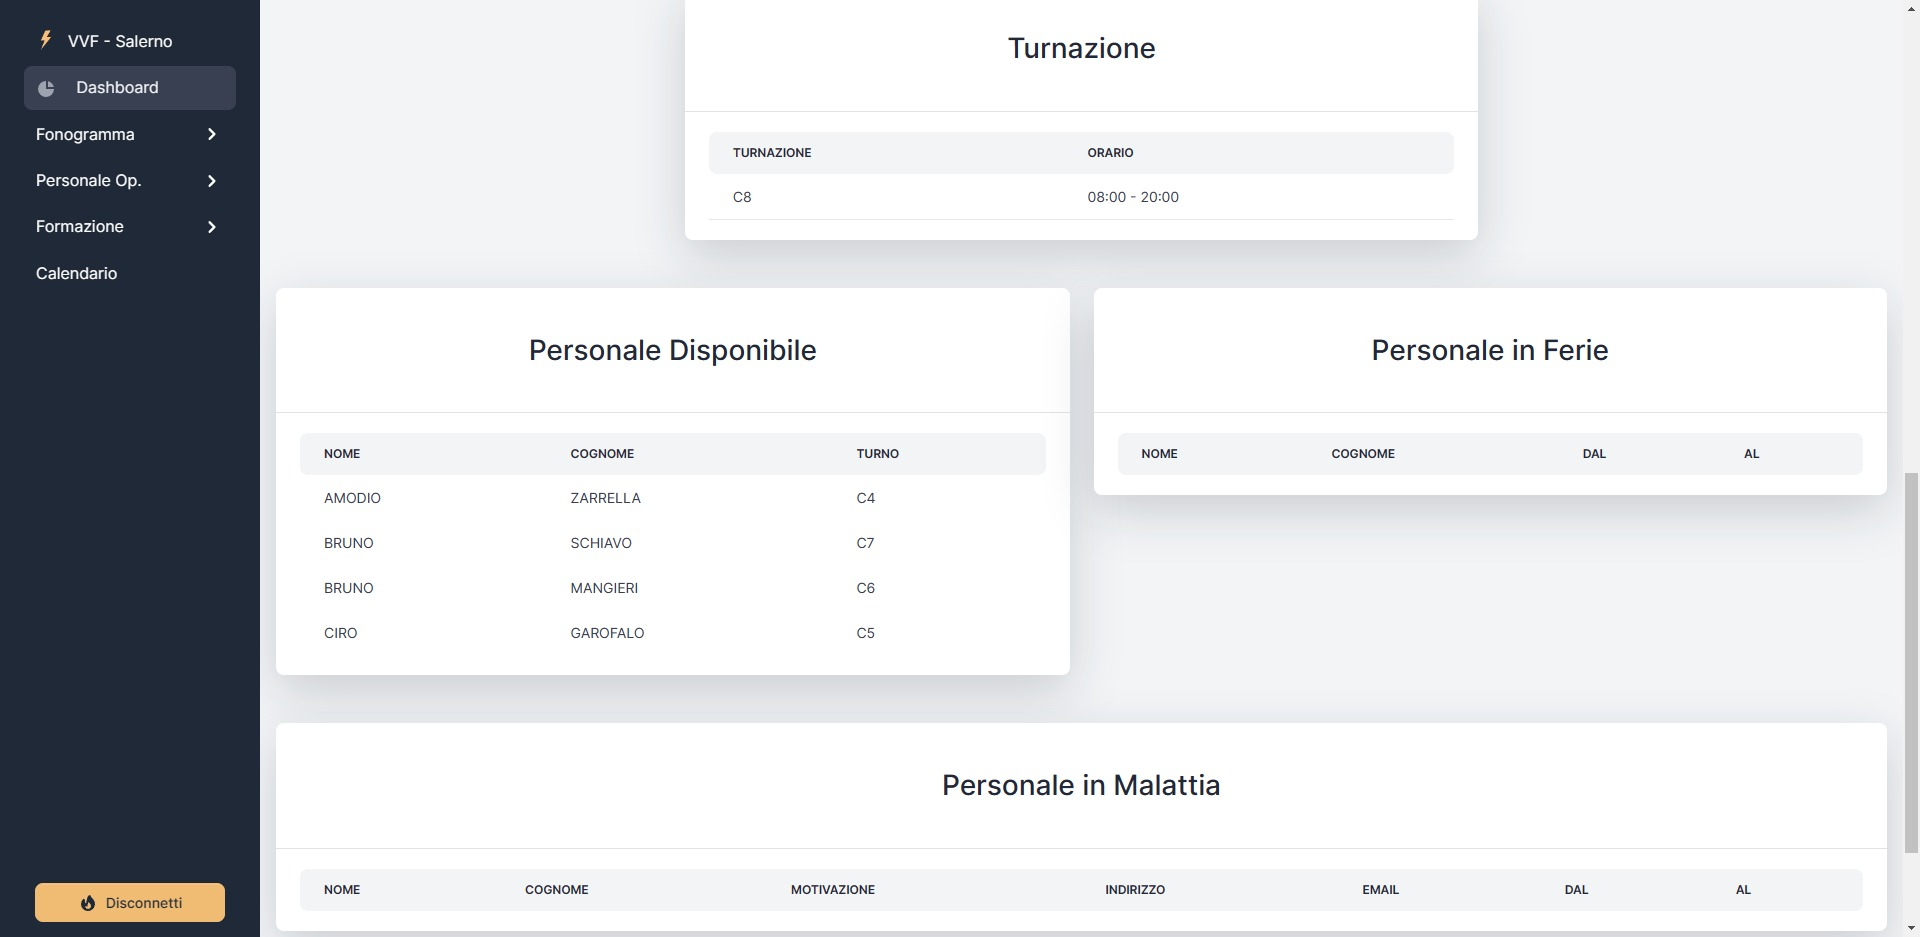 VVF - Salerno
Dashboard
Fonogramma
Personale Op.
Formazione
Calendario
Disconnetti
Turnazione
TURNAZIONE ORARIO
C8 08:00 - 20:00
Personale Disponibile
NOME COGNOME TURNO
AMODIO ZARRELLA C4
BRUNO SCHIAVO C7
BRUNO MANGIERI C6
CIRO GAROFALO C5
Personale in Ferie
NOME COGNOME DAL AL
Personale in Malattia
NOME COGNOME MOTIVAZIONE INDIRIZZO EMAIL DAL AL